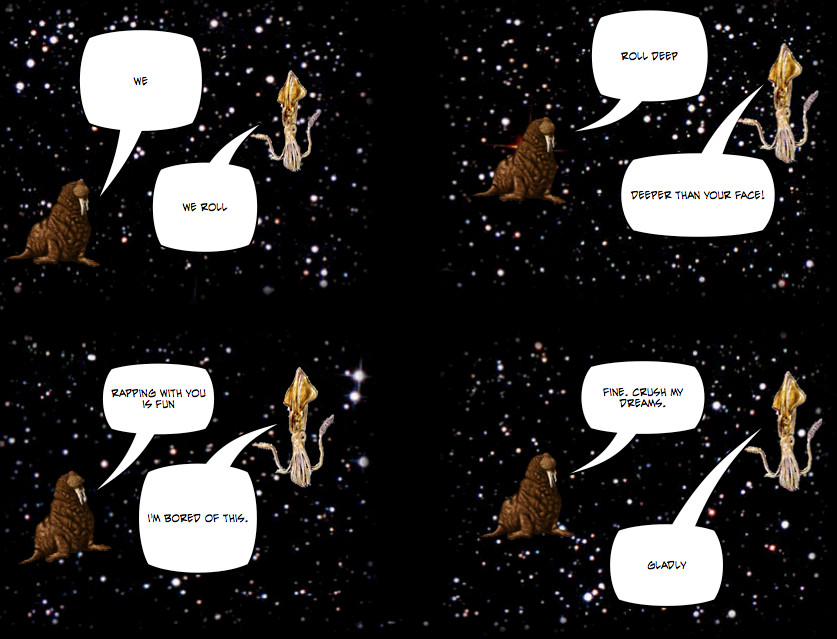 WE
WE ROLL
ROLL DEEP
DEEPER THAN YOUR FACE!
RAPPING WITH YOU
IS FUN
I'M BORED OF THIS.
FINE. CRUSH MY
DREAMS.
GLADLY